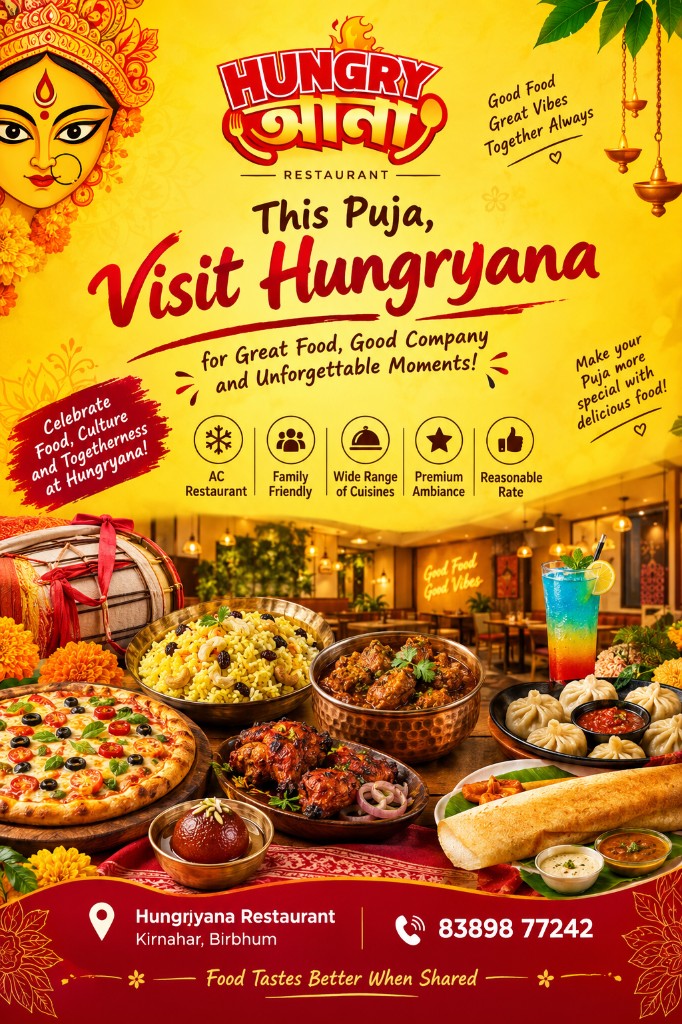 HUNGRY
আনা
RESTAURANT
Good Food
Great Vibes
Together Always
This Puja,
Visit Hungryana
for Great Food, Good Company
and Unforgettable Moments!
Make your
Puja more
special with
delicious food!
Celebrate
Food, Culture
and Togetherness
at Hungryana!
AC
Restaurant
Family
Friendly
Wide Range
of Cuisines
Premium
Ambiance
Reasonable
Rate
Good Food
Good Vibes
Hungrjyana Restaurant
Kirnahar, Birbhum
83898 77242
Food Tastes Better When Shared